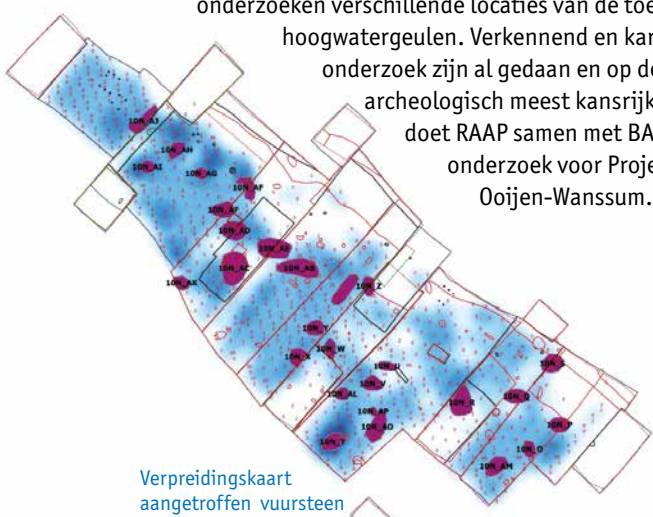 onderzoeken verschillende locaties van de toe
hoogwatergeulen. Verkennend en kar
onderzoek zijn al gedaan en op de
archeologisch meest kansrijk
doet RAAP samen met BA
onderzoek voor Proje
Ooijen-Wanssum.
10N_AJ
10N_AH
10N_AI
10N_AG
10N_AF
10N_AF
10N_AD
10N_AE
10N_AC
10N_AB
10N_AK
10N_Z
10N_Y
10N_W
10N_X
10N_U
10N_V
10N_AL
10N_AP
10N_AO
10N_T
10N_S
10N_R
10N_Q
10N_P
10N_O
10N_AM
Verpreidingskaart
aangetroffen vuursteen